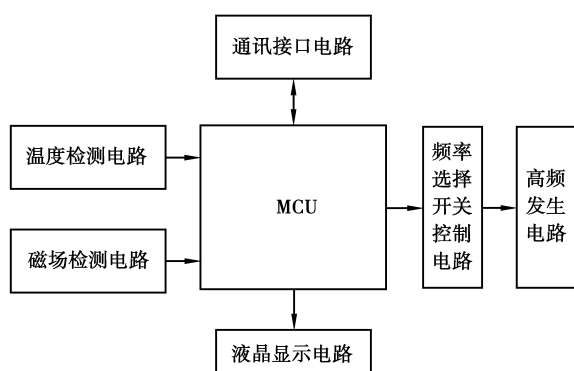 通讯接口电路
温度检测电路
磁场检测电路
MCU
频率
选择
开关
控制
电路
高频
发生
电路
液晶显示电路